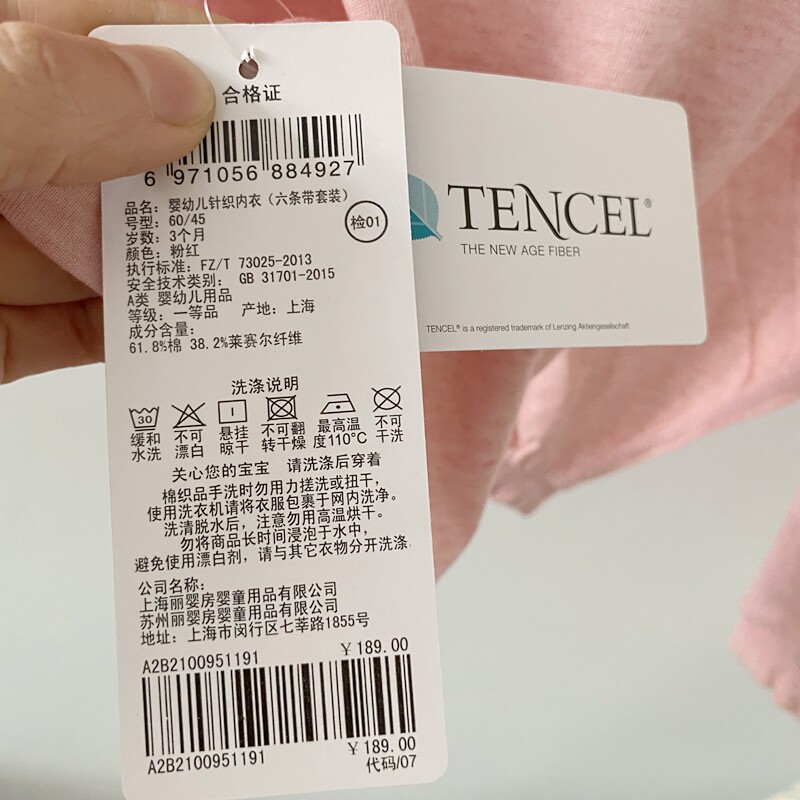 合格证
6 971056 884927
品名：婴幼儿针织内衣（六条带套装）
号型：60/45
检01
岁数：3个月
颜色：粉红
执行标准：FZ/T 73025-2013
安全技术类别： GB 31701-2015
A类 婴幼儿用品
等级：一等品 产地：上海
成分含量：
61.8%棉 38.2%莱赛尔纤维
洗涤说明
30
缓和水洗 不可漂白 悬挂晾干 不可翻转干燥 最高温度110°C 不可干洗
关心您的宝宝 请洗涤后穿着
棉织品手洗时勿用力搓洗或扭干，
使用洗衣机请将衣服包裹于网内洗净。
洗清脱水后，注意勿用高温烘干。
勿将商品长时间浸泡于水中，
避免使用漂白剂，请与其它衣物分开洗涤.
公司名称：
上海丽婴房婴童用品有限公司
苏州丽婴房婴童用品有限公司
地址：上海市闵行区七莘路1855号
A2B2100951191 ￥189.00
A2B2100951191 ￥189.00
代码/07
TENCEL®
THE NEW AGE FIBER
TENCEL® is a registered trademark of Lenzing Aktiengesellschaft